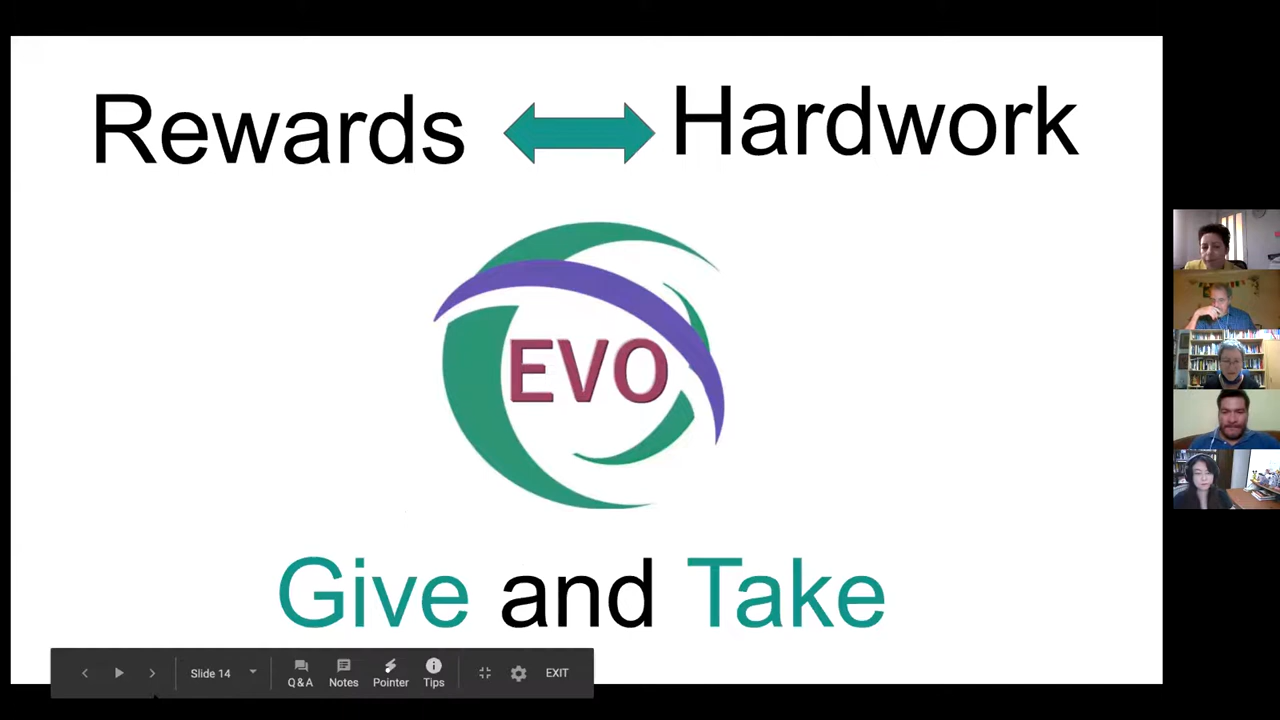 Rewards Hardwork
EVO
Give and Take
Slide 14 Q&A Notes Pointer Tips EXIT